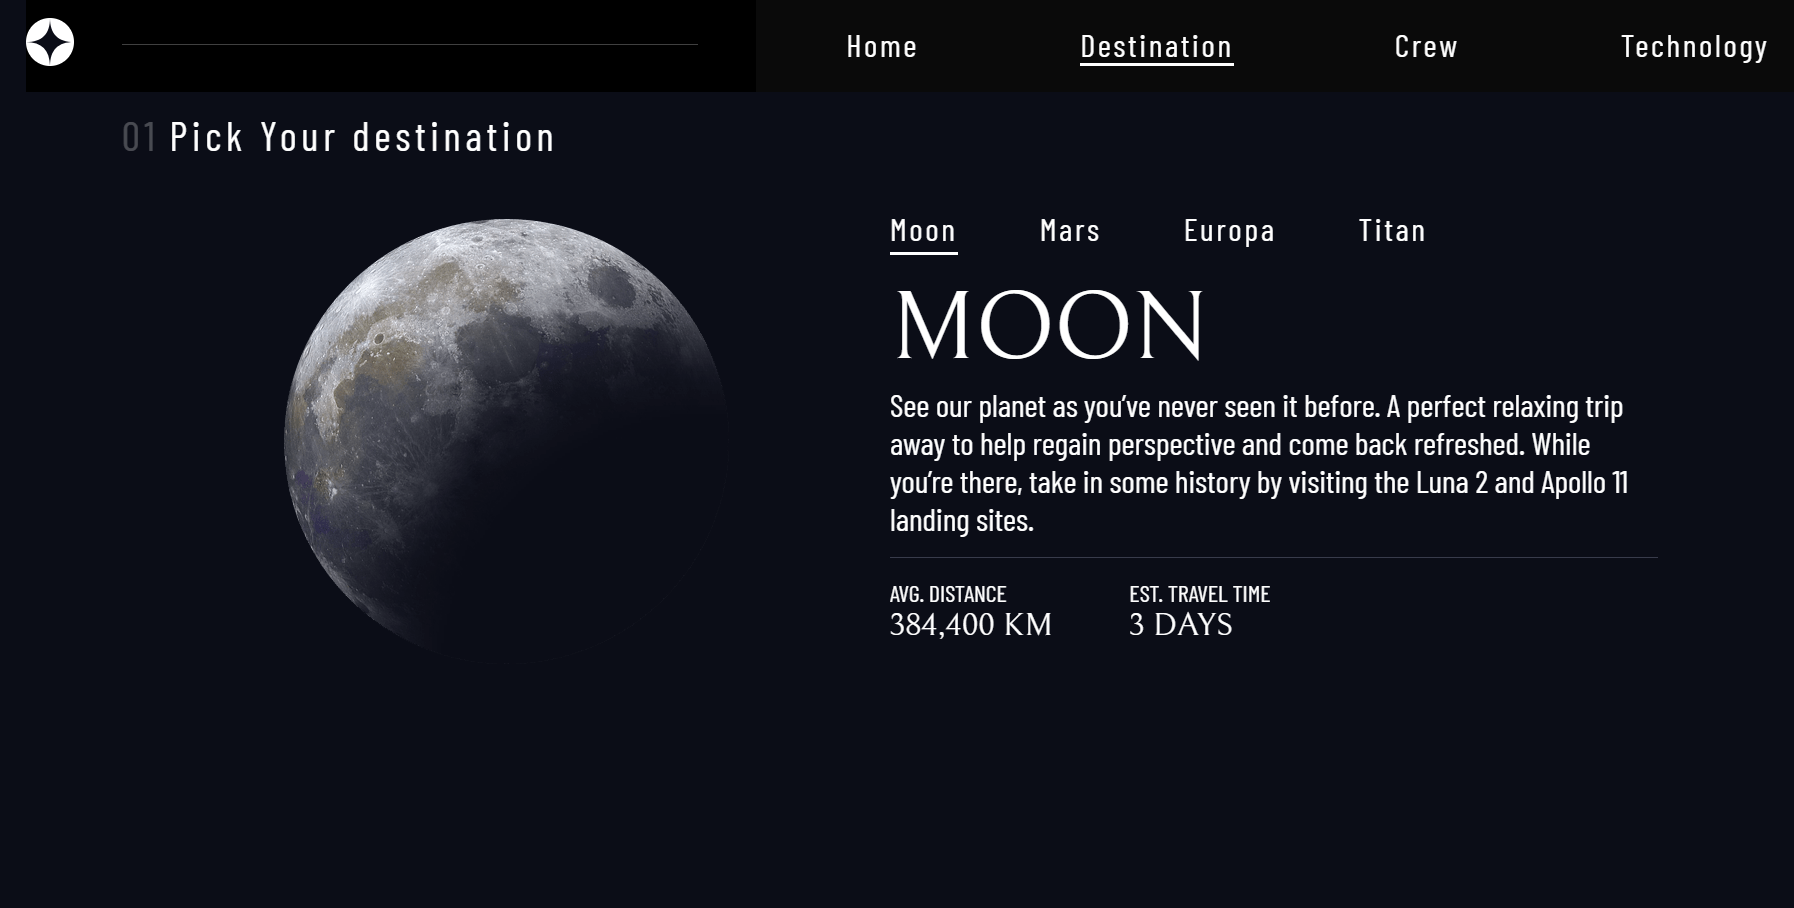 Home Destination Crew Technology
01 Pick Your destination
Moon Mars Europa Titan
MOON
See our planet as you’ve never seen it before. A perfect relaxing trip
away to help regain perspective and come back refreshed. While
you’re there, take in some history by visiting the Luna 2 and Apollo 11
landing sites.
AVG. DISTANCE EST. TRAVEL TIME
384,400 KM 3 DAYS